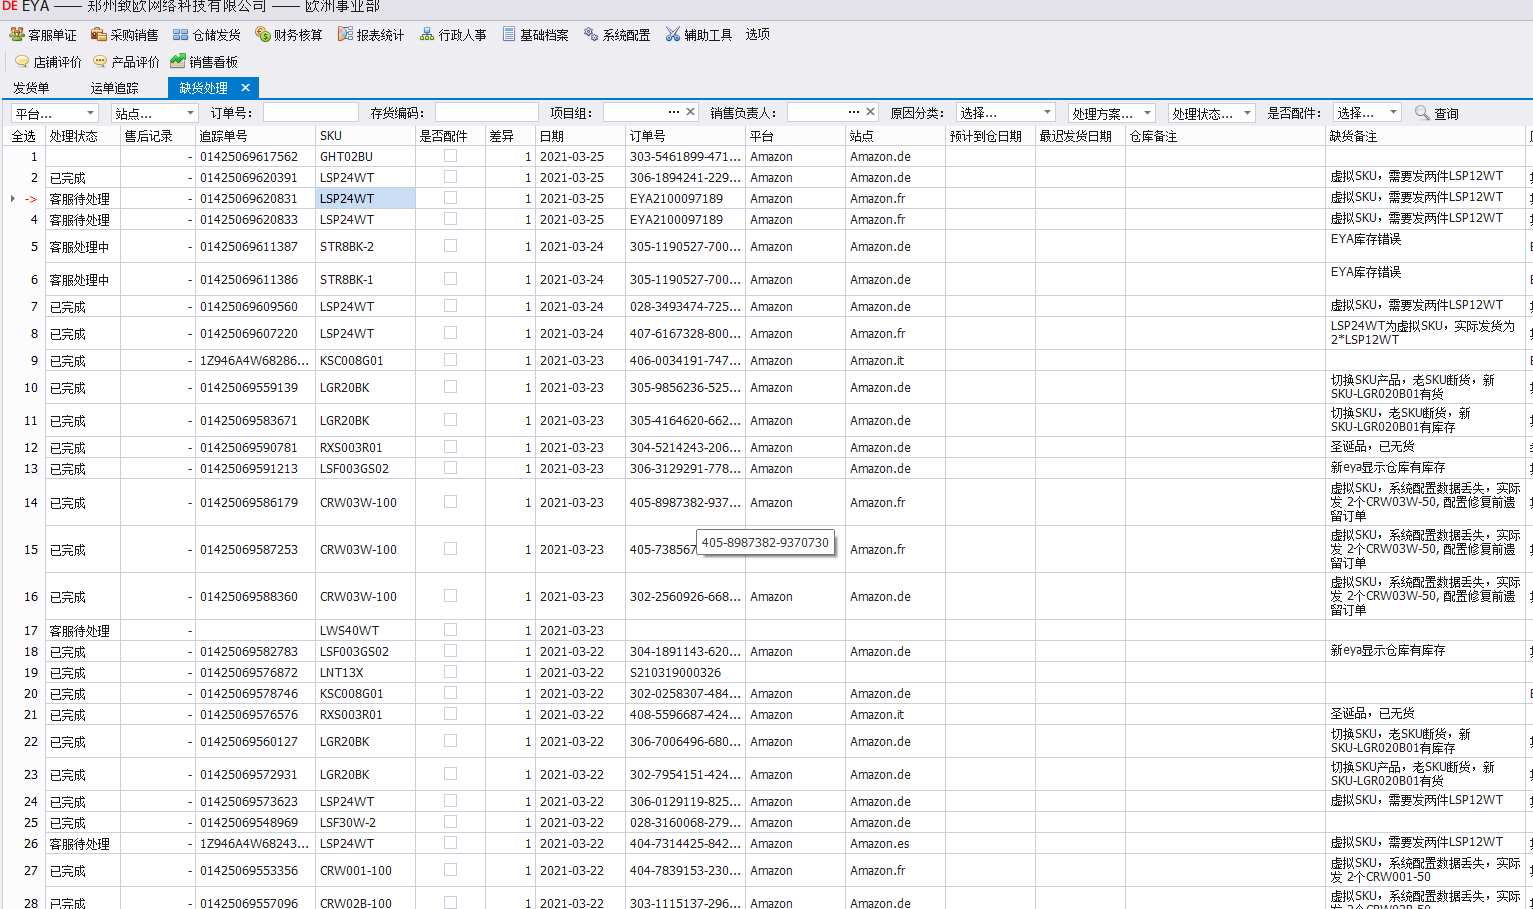 DE EYA —— 郑州致欧网络科技有限公司 —— 欧洲事业部
客服单证 采购销售 仓储发货 财务核算 报表统计 行政人事 基础档案 系统配置 辅助工具 选项
店铺评价 产品评价 销售看板
发货单 运单追踪 缺货处理 ×
平台... 站点... 订单号: 存货编码: 项目组: ... × 销售负责人: ... × 原因分类: 选择... 处理方案... 处理状态... 是否配件: 选择... 查询
全选 处理状态 售后记录 追踪单号 SKU 是否配件 差异 日期 订单号 平台 站点 预计到仓日期 最迟发货日期 仓库备注 缺货备注
1 - 01425069617562 GHT02BU 1 2021-03-25 303-5461899-471... Amazon Amazon.de
2 已完成 - 01425069620391 LSP24WT 1 2021-03-25 306-1894241-229... Amazon Amazon.de 虚拟SKU，需要发两件LSP12WT
-> 客服待处理 - 01425069620831 LSP24WT 1 2021-03-25 EYA2100097189 Amazon Amazon.fr 虚拟SKU，需要发两件LSP12WT
4 客服待处理 - 01425069620833 LSP24WT 1 2021-03-25 EYA2100097189 Amazon Amazon.fr 虚拟SKU，需要发两件LSP12WT
5 客服处理中 - 01425069611387 STR8BK-2 1 2021-03-24 305-1190527-700... Amazon Amazon.de EYA库存错误
6 客服处理中 - 01425069611386 STR8BK-1 1 2021-03-24 305-1190527-700... Amazon Amazon.de EYA库存错误
7 已完成 - 01425069609560 LSP24WT 1 2021-03-24 028-3493474-725... Amazon Amazon.de 虚拟SKU，需要发两件LSP12WT
8 已完成 - 01425069607220 LSP24WT 1 2021-03-24 407-6167328-800... Amazon Amazon.fr LSP24WT为虚拟SKU，实际发货为
2*LSP12WT
9 已完成 - 1Z946A4W68286... KSC008G01 1 2021-03-23 406-0034191-747... Amazon Amazon.it
10 已完成 - 01425069559139 LGR20BK 1 2021-03-23 305-9856236-525... Amazon Amazon.de 切换SKU产品，老SKU断货，新
SKU-LGR020B01有货
11 已完成 - 01425069583671 LGR20BK 1 2021-03-23 305-4164620-662... Amazon Amazon.de 切换SKU，老SKU断货，新
SKU-LGR020B01有库存
12 已完成 - 01425069590781 RXS003R01 1 2021-03-23 304-5214243-206... Amazon Amazon.de 圣诞品，已无货
13 已完成 - 01425069591213 LSF003GS02 1 2021-03-23 306-3129291-778... Amazon Amazon.de 新eya显示仓库有库存
14 已完成 - 01425069586179 CRW03W-100 1 2021-03-23 405-8987382-937... Amazon Amazon.fr 虚拟SKU，系统配置数据丢失，实际
发 2个CRW03W-50, 配置修复前遗
留订单
405-8987382-9370730
15 已完成 - 01425069587253 CRW03W-100 1 2021-03-23 405-738567 Amazon.fr 虚拟SKU，系统配置数据丢失，实际
发 2个CRW03W-50, 配置修复前遗
留订单
16 已完成 - 01425069588360 CRW03W-100 1 2021-03-23 302-2560926-668... Amazon Amazon.de 虚拟SKU，系统配置数据丢失，实际
发 2个CRW03W-50, 配置修复前遗
留订单
17 客服待处理 - LWS40WT 1 2021-03-23
18 已完成 - 01425069582783 LSF003GS02 1 2021-03-22 304-1891143-620... Amazon Amazon.de 新eya显示仓库有库存
19 已完成 - 01425069576872 LNT13X 1 2021-03-22 S210319000326
20 已完成 - 01425069578746 KSC008G01 1 2021-03-22 302-0258307-484... Amazon Amazon.de
21 已完成 - 01425069576576 RXS003R01 1 2021-03-22 408-5596687-424... Amazon Amazon.it 圣诞品，已无货
22 已完成 - 01425069560127 LGR20BK 1 2021-03-22 306-7006496-680... Amazon Amazon.de 切换SKU，老SKU断货，新
SKU-LGR020B01有库存
23 已完成 - 01425069572931 LGR20BK 1 2021-03-22 302-7954151-424... Amazon Amazon.de 切换SKU产品，老SKU断货，新
SKU-LGR020B01有货
24 已完成 - 01425069573623 LSP24WT 1 2021-03-22 306-0129119-825... Amazon Amazon.de 虚拟SKU，需要发两件LSP12WT
25 已完成 - 01425069548969 LSF30W-2 1 2021-03-22 028-3160068-279... Amazon Amazon.de
26 客服待处理 - 1Z946A4W68243... LSP24WT 1 2021-03-22 404-7314425-842... Amazon Amazon.es 虚拟SKU，需要发两件LSP12WT
27 已完成 - 01425069553356 CRW001-100 1 2021-03-22 404-7839153-230... Amazon Amazon.fr 虚拟SKU，系统配置数据丢失，实际
发 2个CRW001-50
28 已完成 - 01425069557096 CRW02B-100 1 2021-03-22 303-1115137-296... Amazon Amazon.de 虚拟SKU，系统配置数据丢失，实际
发 2个CRW02B-50